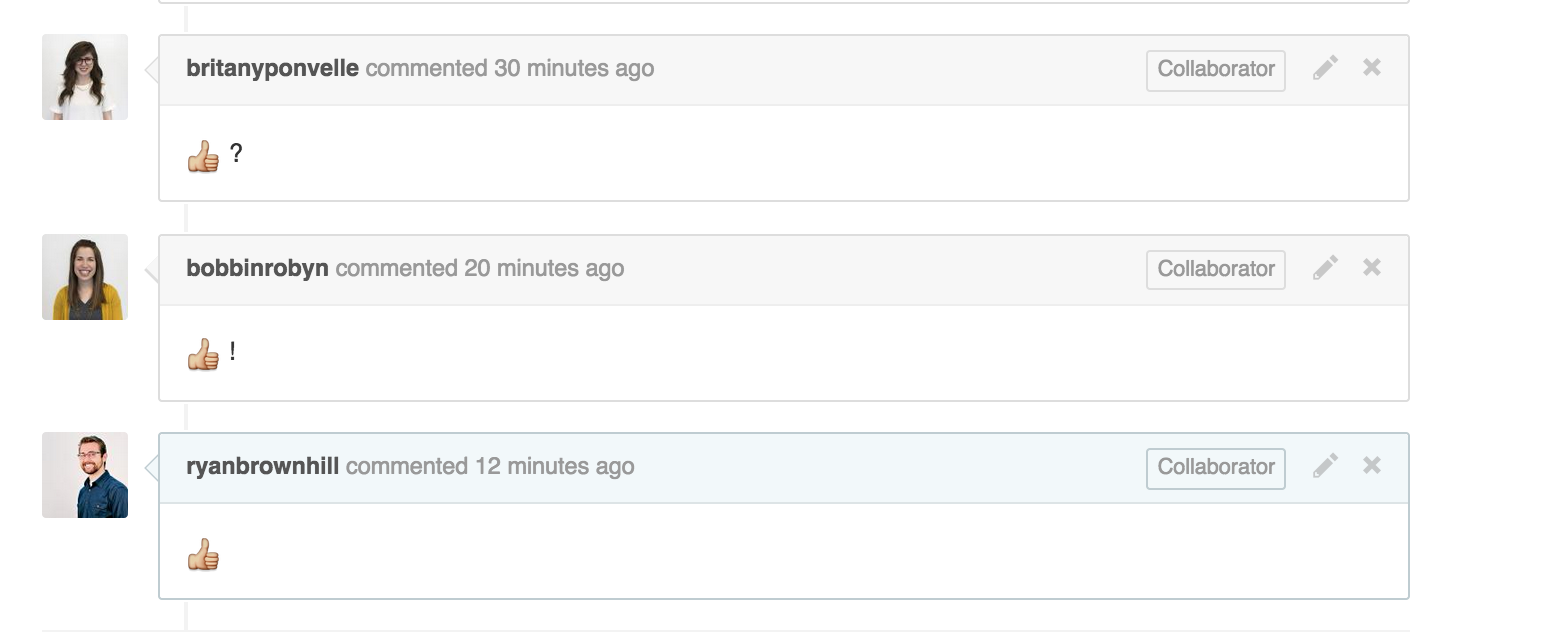 britanyponvelle commented 30 minutes ago Collaborator
👍 ?
bobbinrobyn commented 20 minutes ago Collaborator
👍 !
ryanbrownhill commented 12 minutes ago Collaborator
👍